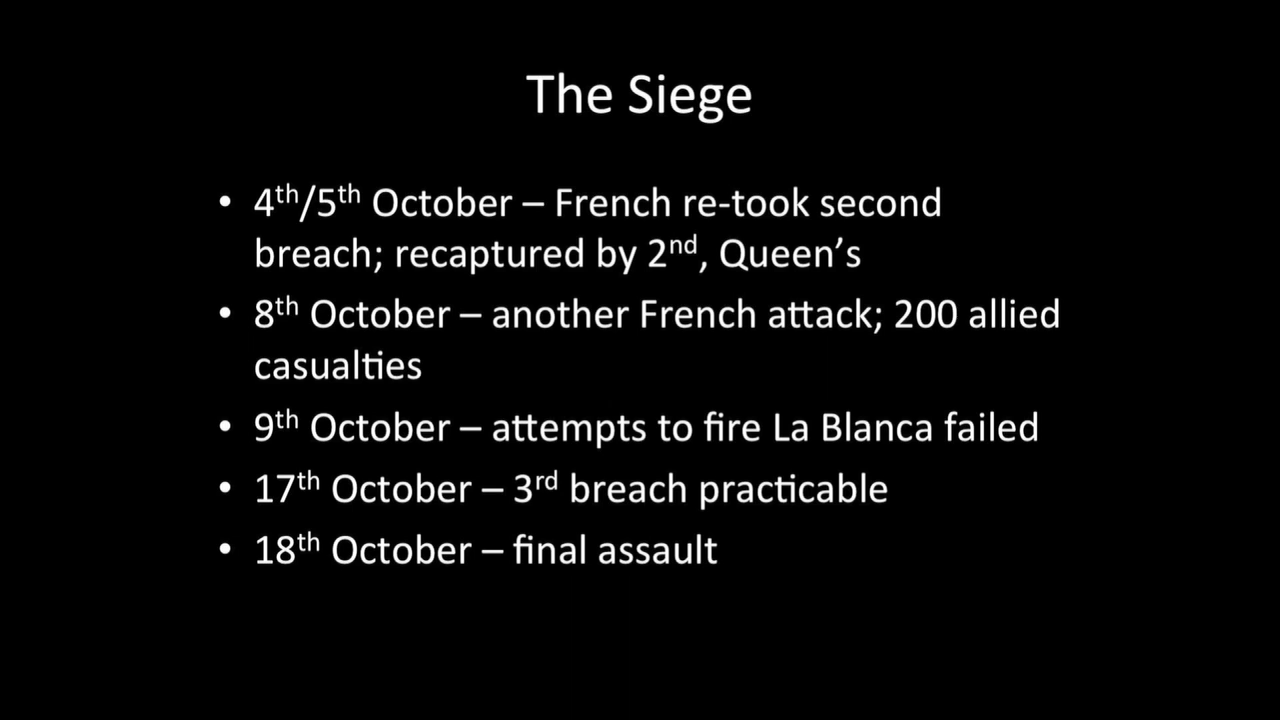 The Siege
• 4th/5th October – French re-took second
breach; recaptured by 2nd, Queen’s
• 8th October – another French attack; 200 allied
casualties
• 9th October – attempts to fire La Blanca failed
• 17th October – 3rd breach practicable
• 18th October – final assault